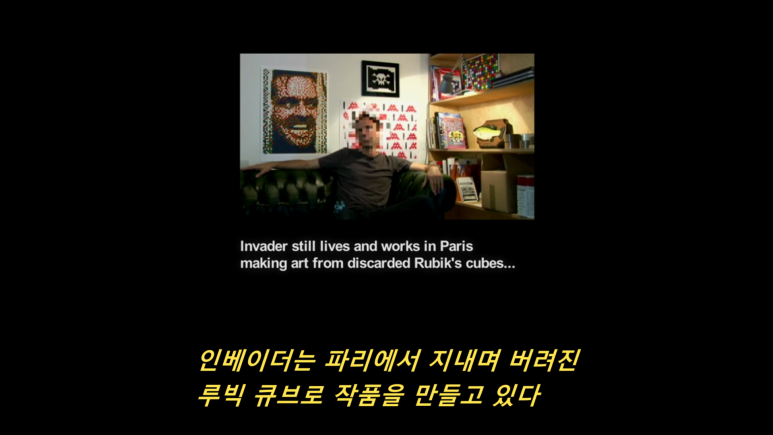 Invader still lives and works in Paris
making art from discarded Rubik's cubes...
인베이더는 파리에서 지내며 버려진
루빅 큐브로 작품을 만들고 있다